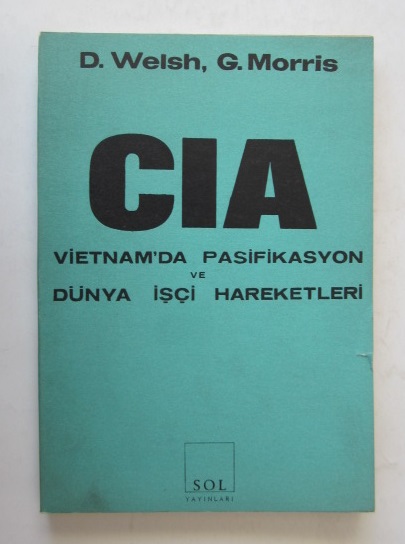 D. Welsh, G. Morris
CIA
VİETNAM'DA PASİFİKASYON
VE
DÜNYA İŞÇİ HAREKETLERİ
SOL
YAYINLARI